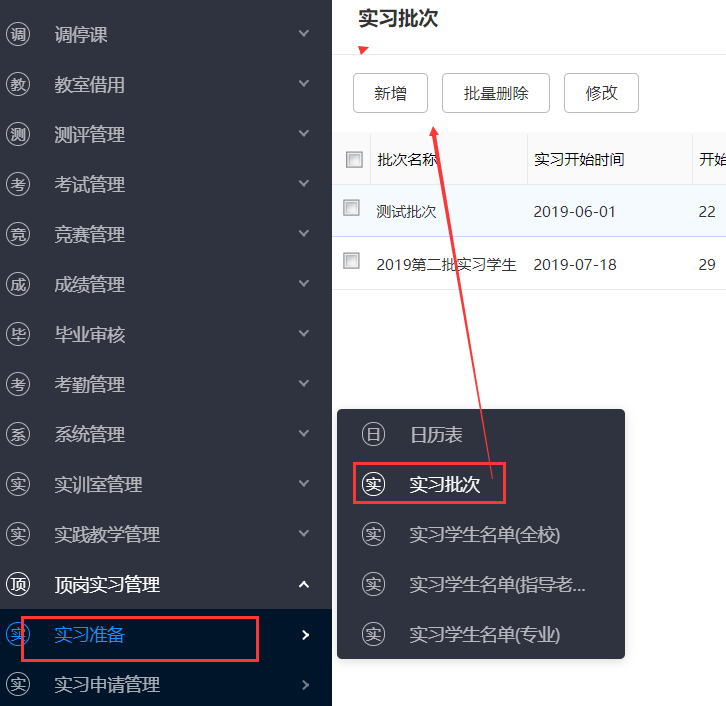 调 调停课
教 教室借用
测 测评管理
考 考试管理
竞 竞赛管理
成 成绩管理
毕 毕业审核
考 考勤管理
系 系统管理
实 实训室管理
实 实践教学管理
顶 顶岗实习管理
实 实习准备
实 实习申请管理
实习批次
新增 批量删除 修改
批次名称 实习开始时间 开始
测试批次 2019-06-01 22
2019第二批实习学生 2019-07-18 29
日 日历表
实 实习批次
实 实习学生名单(全校)
实 实习学生名单(指导老...
实 实习学生名单(专业)